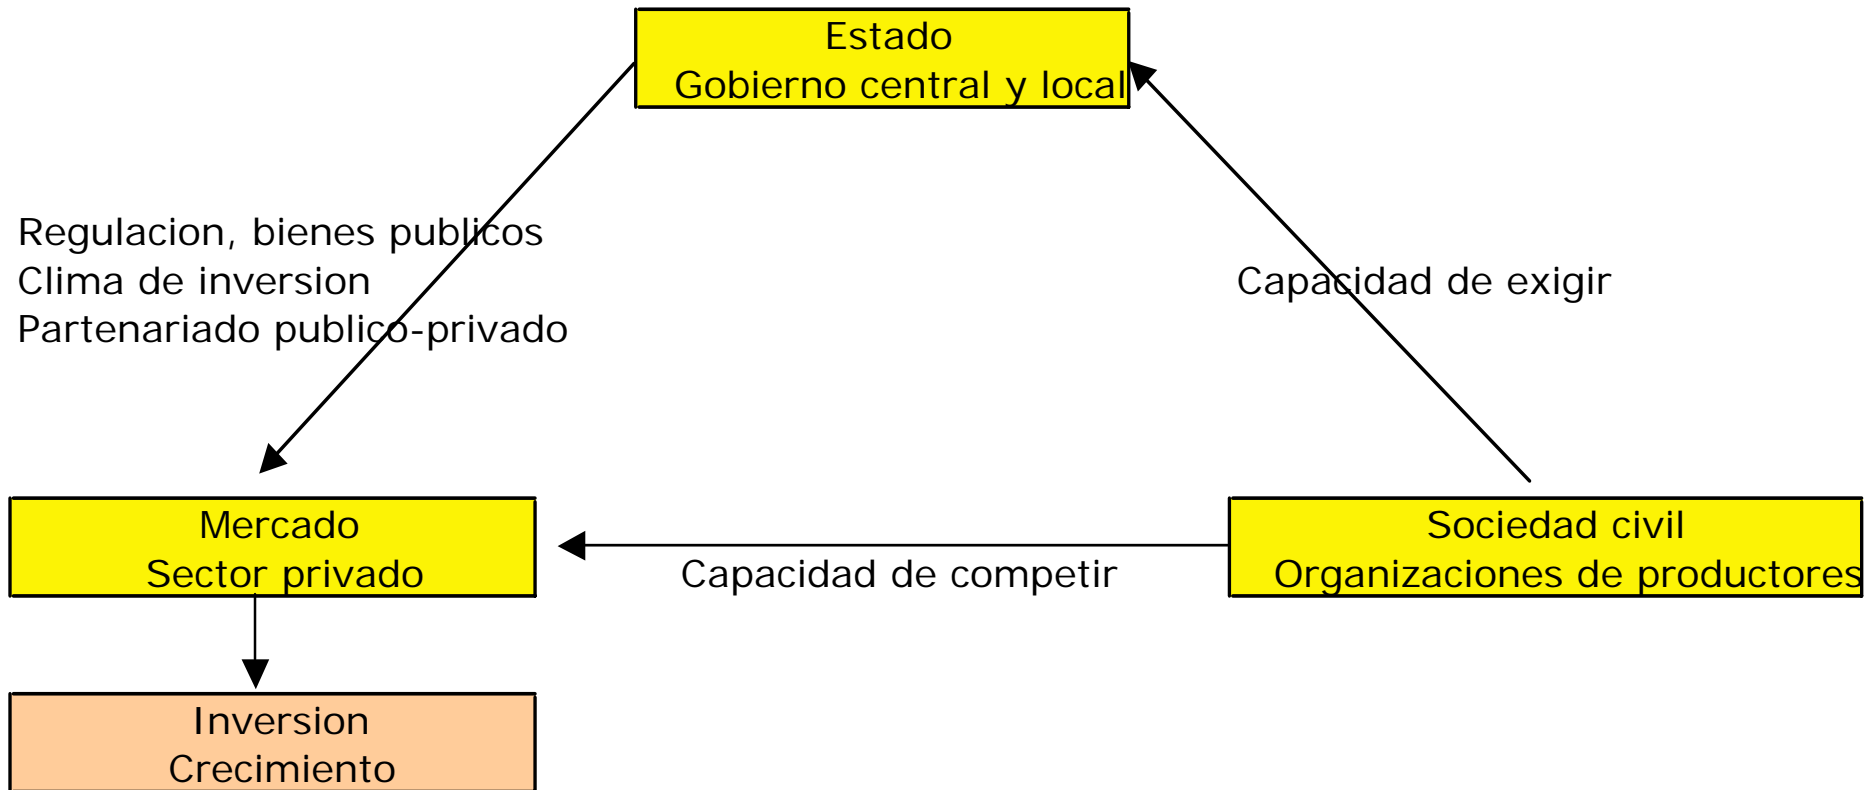 Estado
Gobierno central y local
Regulacion, bienes publicos
Clima de inversion
Partenariado publico-privado
Capacidad de exigir
Mercado
Sector privado
Capacidad de competir
Sociedad civil
Organizaciones de productores
Inversion
Crecimiento